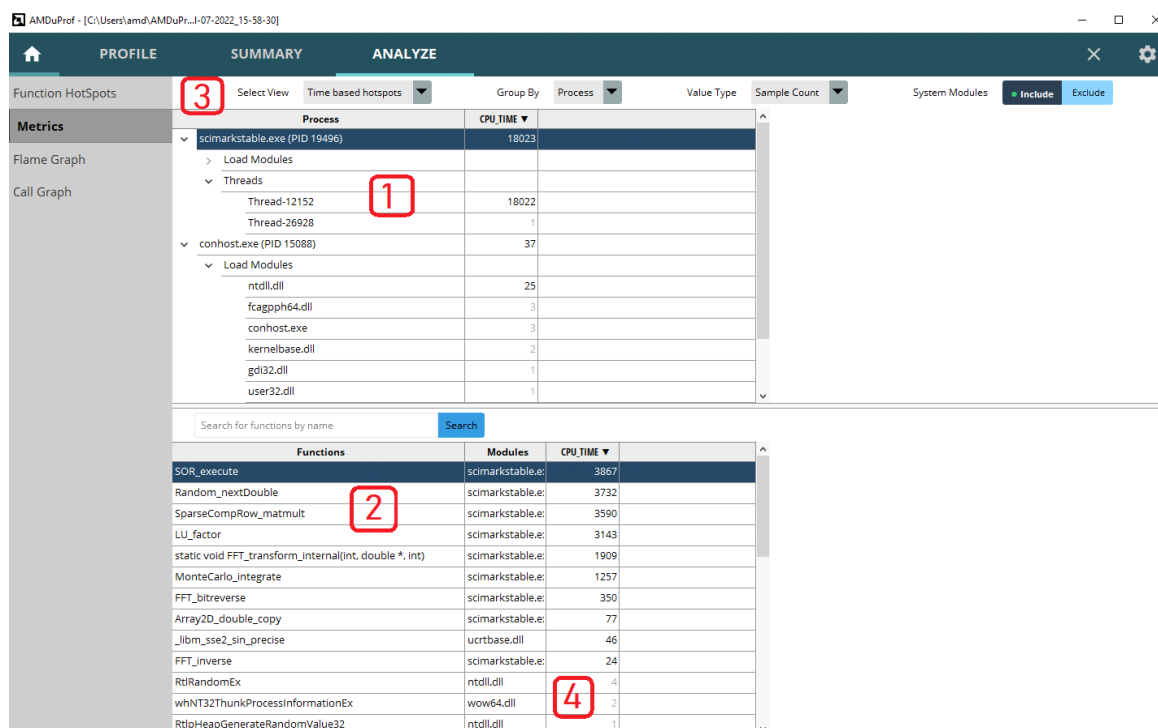 AMDuProf - [C:\Users\amd\AMDuPr...I-07-2022_15-58-30]
PROFILE SUMMARY ANALYZE
Function HotSpots
Metrics
Flame Graph
Call Graph
3 Select View Time based hotspots Group By Process Value Type Sample Count System Modules Include Exclude
Process CPU_TIME
scimarkstable.exe (PID 19496) 18023
Load Modules
Threads
1
Thread-12152 18022
Thread-26928 1
conhost.exe (PID 15088) 37
Load Modules
ntdll.dll 25
fcagpph64.dll 3
conhost.exe 3
kernelbase.dll 2
gdi32.dll 1
user32.dll 1
Search for functions by name Search
Functions Modules CPU_TIME
SOR_execute scimarkstable.e: 3867
Random_nextDouble scimarkstable.e: 3732
2
SparseCompRow_matmult scimarkstable.e: 3590
LU_factor scimarkstable.e: 3143
static void FFT_transform_internal(int, double *, int) scimarkstable.e: 1909
MonteCarlo_integrate scimarkstable.e: 1257
FFT_bitreverse scimarkstable.e: 350
Array2D_double_copy scimarkstable.e: 77
_libm_sse2_sin_precise ucrtbase.dll 46
FFT_inverse scimarkstable.e: 24
RtlRandomEx ntdll.dll 4
4
whNT32ThunkProcessInformationEx wow64.dll 2
RtlpHeapGenerateRandomValue32 ntdll.dll 1